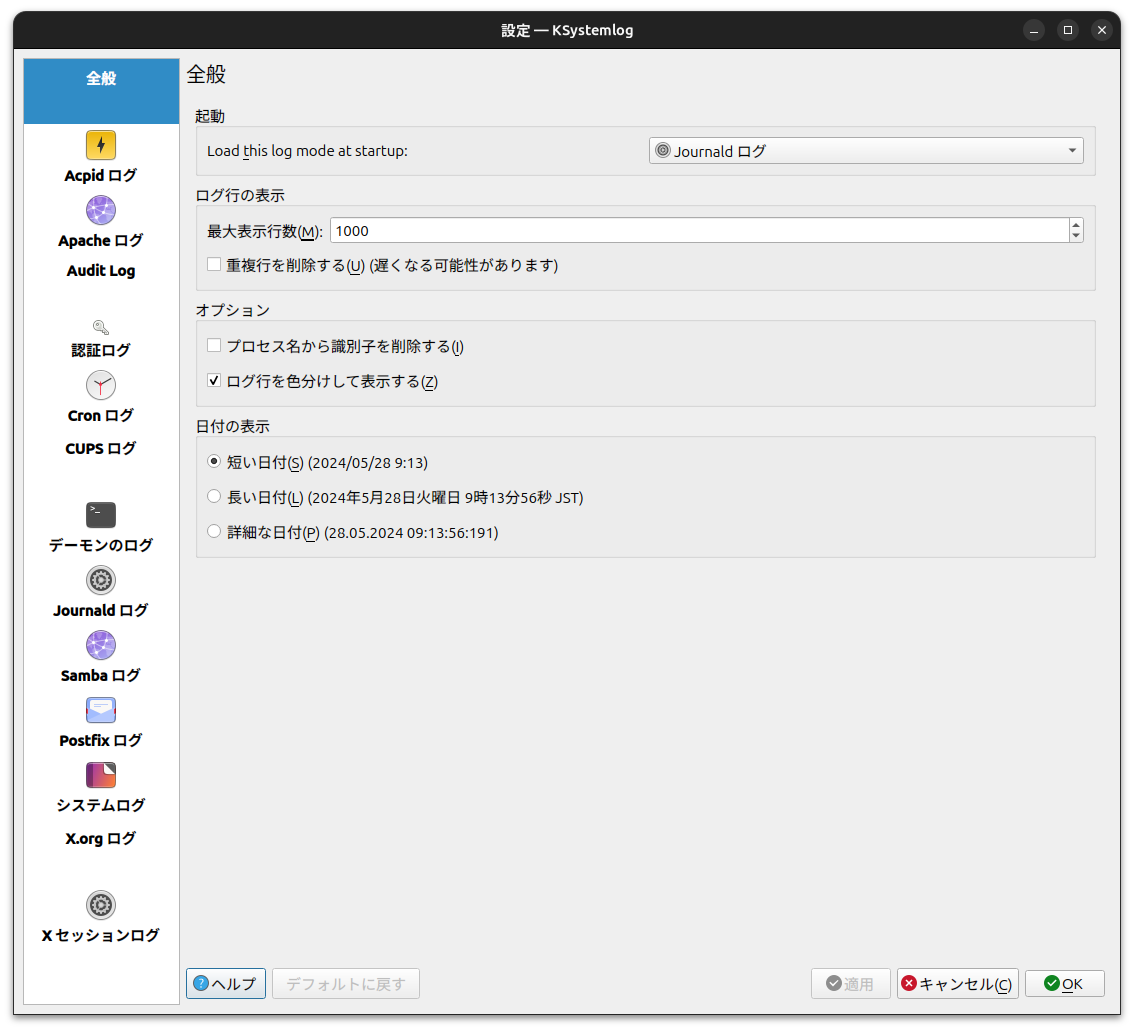 設定 — KSystemlog
全般
Acpid ログ
Apache ログ
Audit Log
認証ログ
Cron ログ
CUPS ログ
デーモンのログ
Journald ログ
Samba ログ
Postfix ログ
システムログ
X.org ログ
X セッションログ
全般
起動
Load this log mode at startup: Journald ログ
ログ行の表示
最大表示行数(M): 1000
重複行を削除する(U) (遅くなる可能性があります)
オプション
プロセス名から識別子を削除する(I)
ログ行を色分けして表示する(Z)
日付の表示
短い日付(S) (2024/05/28 9:13)
長い日付(L) (2024年5月28日火曜日 9時13分56秒 JST)
詳細な日付(P) (28.05.2024 09:13:56:191)
ヘルプ デフォルトに戻す 適用 キャンセル(C) OK